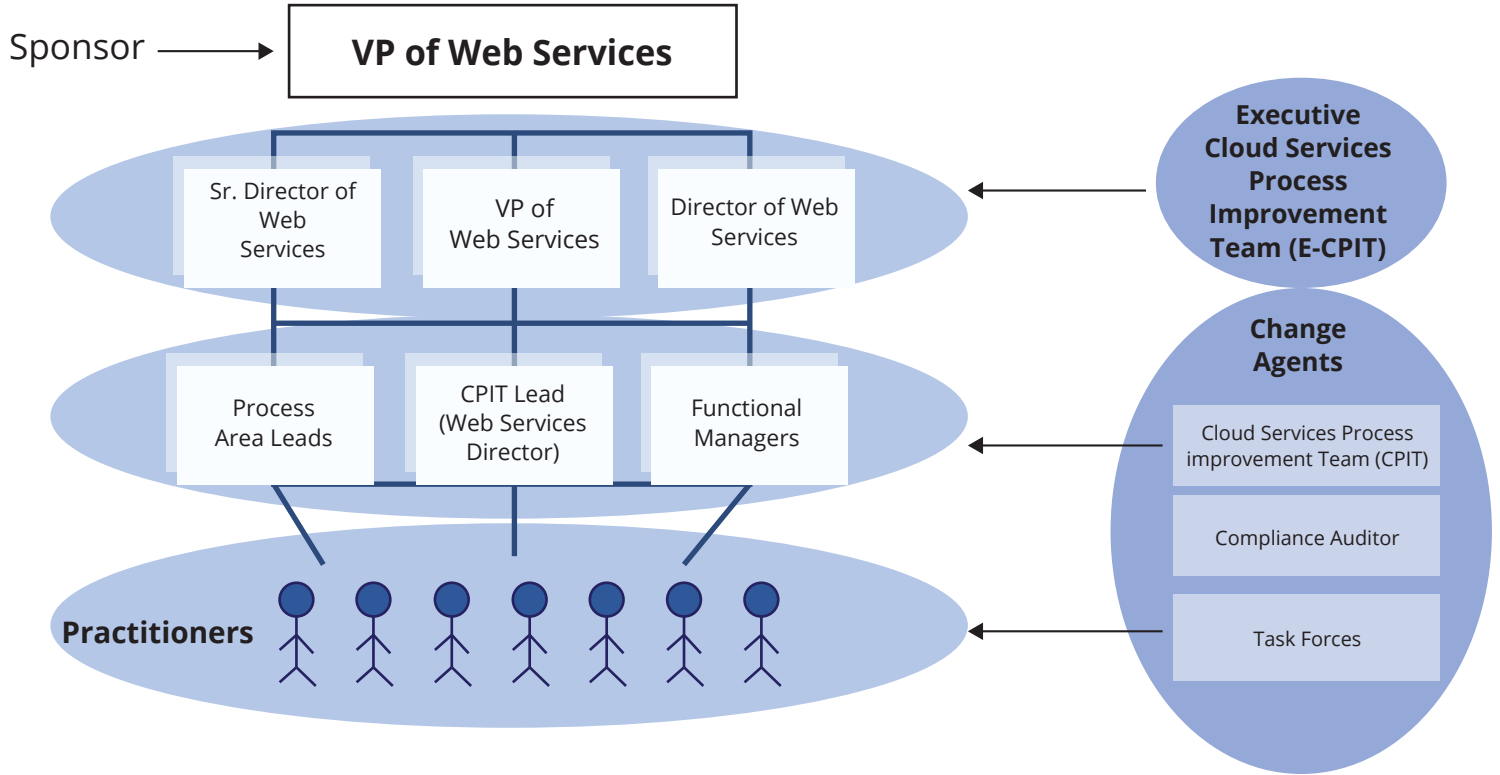 Sponsor
VP of Web Services
Sr. Director of
Web
Services
VP of
Web Services
Director of Web
Services
Executive
Cloud Services
Process
Improvement
Team (E-CPIT)
Process
Area Leads
CPIT Lead
(Web Services
Director)
Functional
Managers
Change
Agents
Cloud Services Process
improvement Team (CPIT)
Compliance Auditor
Task Forces
Practitioners